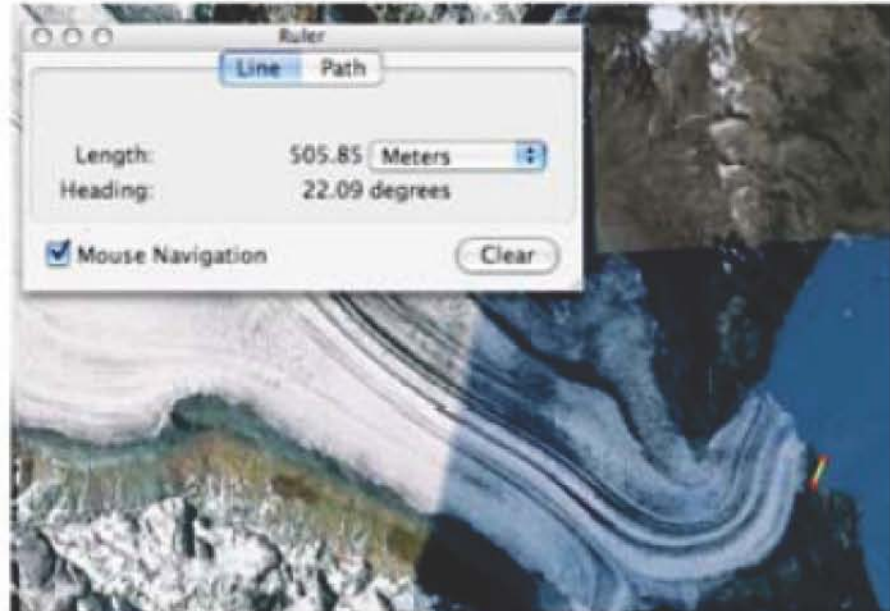 Ruler
Line Path
Length: 505.85 Meters
Heading: 22.09 degrees
Mouse Navigation Clear